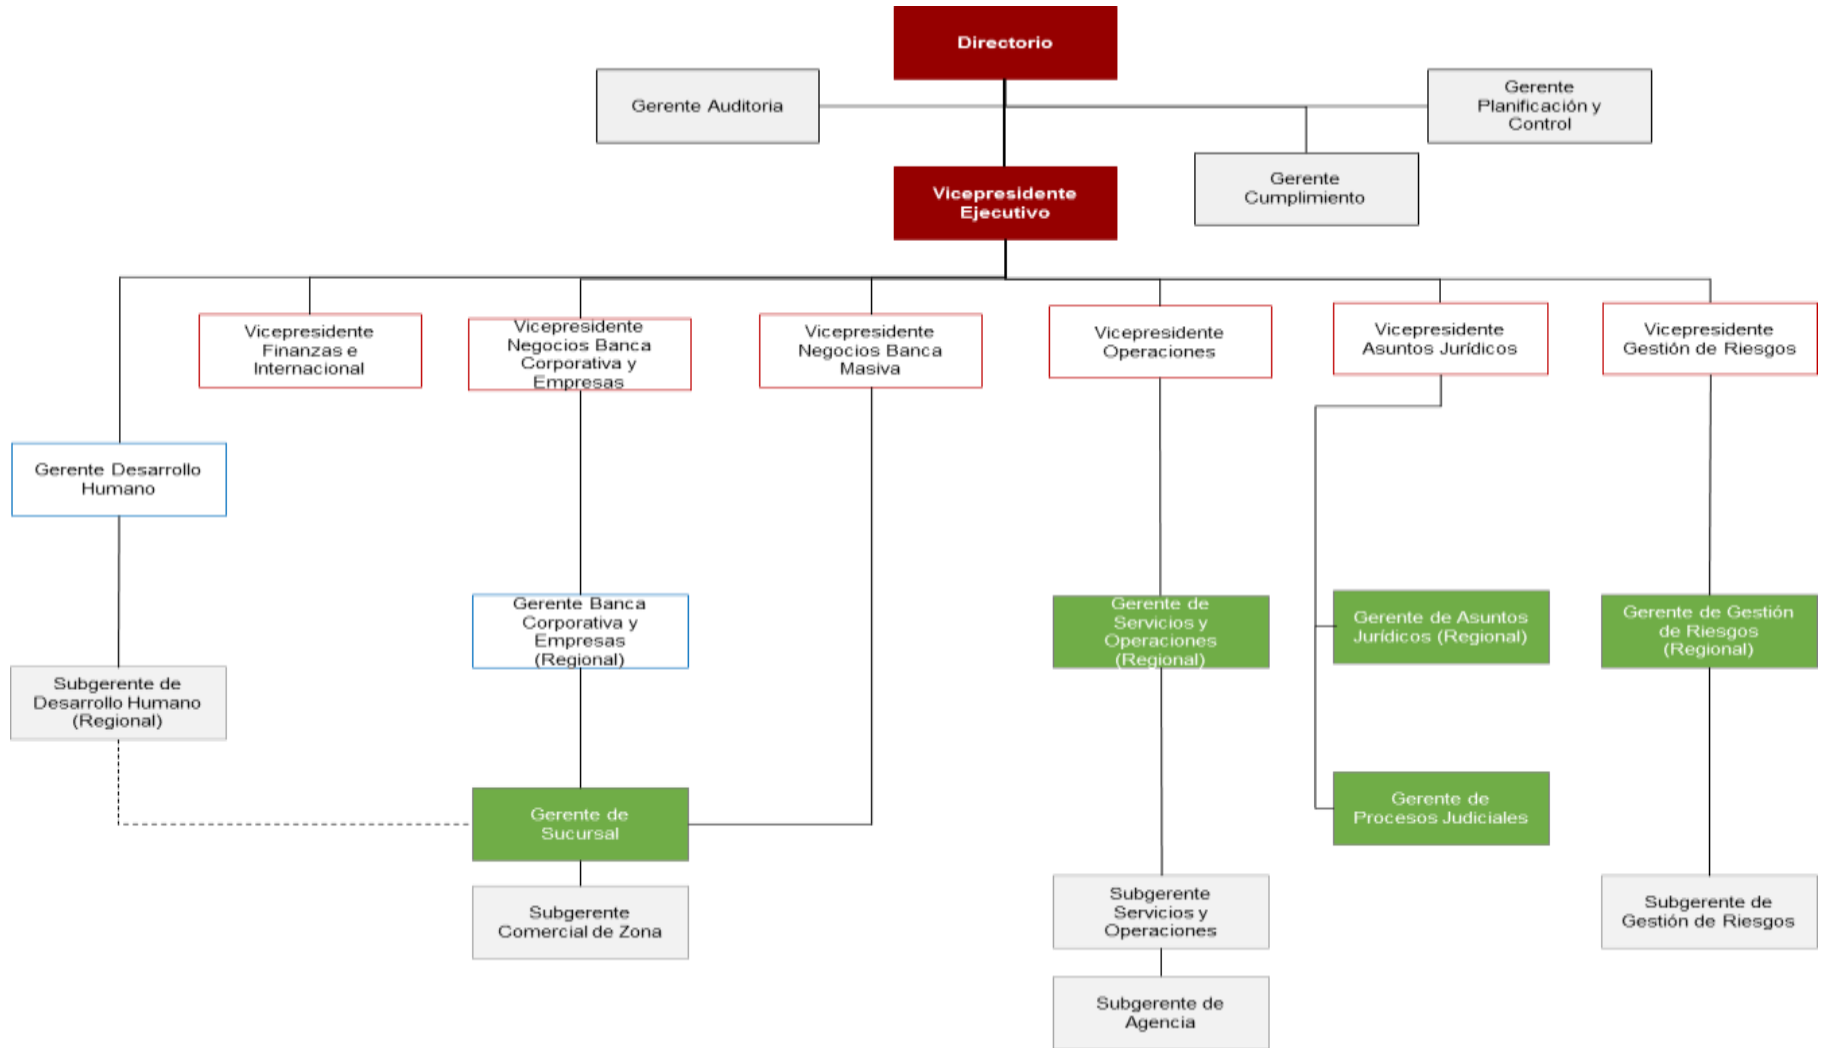 Directorio
Gerente Auditoria
Gerente
Planificación y
Control
Gerente
Cumplimiento
Vicepresidente
Ejecutivo
Vicepresidente
Finanzas e
Internacional
Vicepresidente
Negocios Banca
Corporativa y
Empresas
Vicepresidente
Negocios Banca
Masiva
Vicepresidente
Operaciones
Vicepresidente
Asuntos Jurídicos
Vicepresidente
Gestión de Riesgos
Gerente Desarrollo
Humano
Gerente Banca
Corporativa y
Empresas
(Regional)
Gerente de
Servicios y
Operaciones
(Regional)
Gerente de Asuntos
Jurídicos (Regional)
Gerente de Gestión
de Riesgos
(Regional)
Subgerente de
Desarrollo Humano
(Regional)
Gerente de
Sucursal
Gerente de
Procesos Judiciales
Subgerente
Comercial de Zona
Subgerente
Servicios y
Operaciones
Subgerente de
Gestión de Riesgos
Subgerente de
Agencia